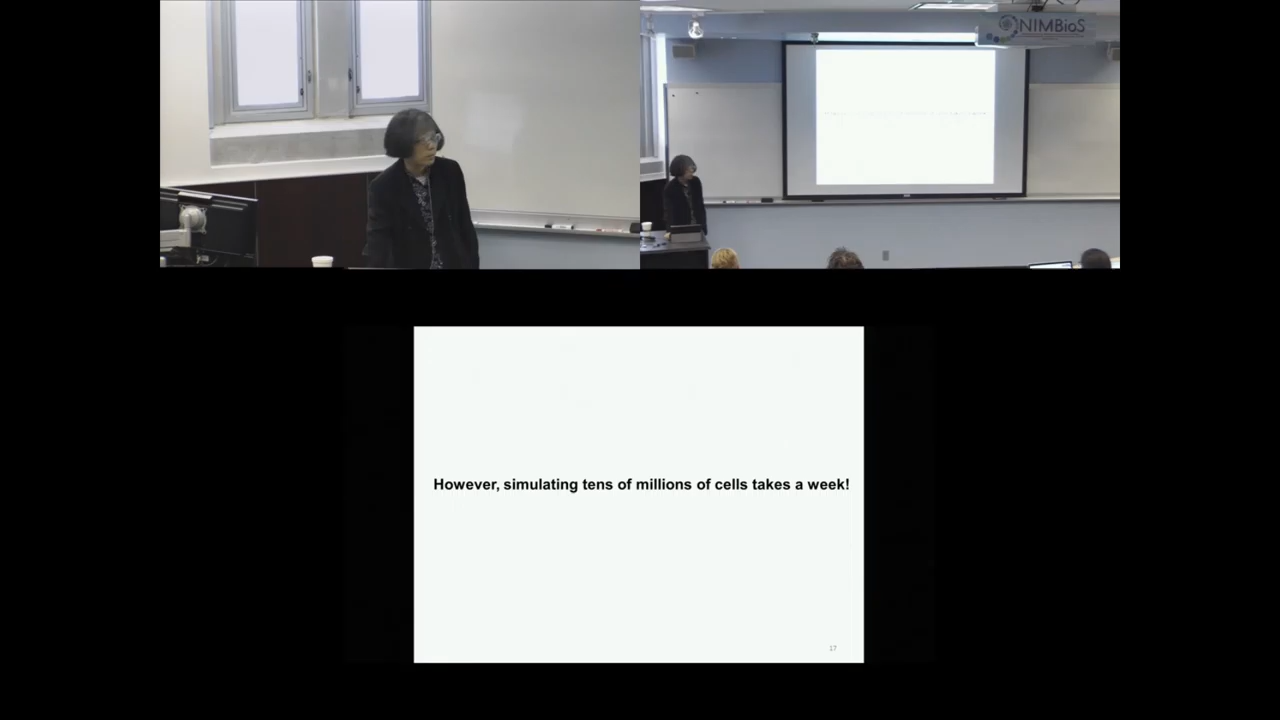 NIMBioS
However, simulating tens of millions of cells takes a week!
17